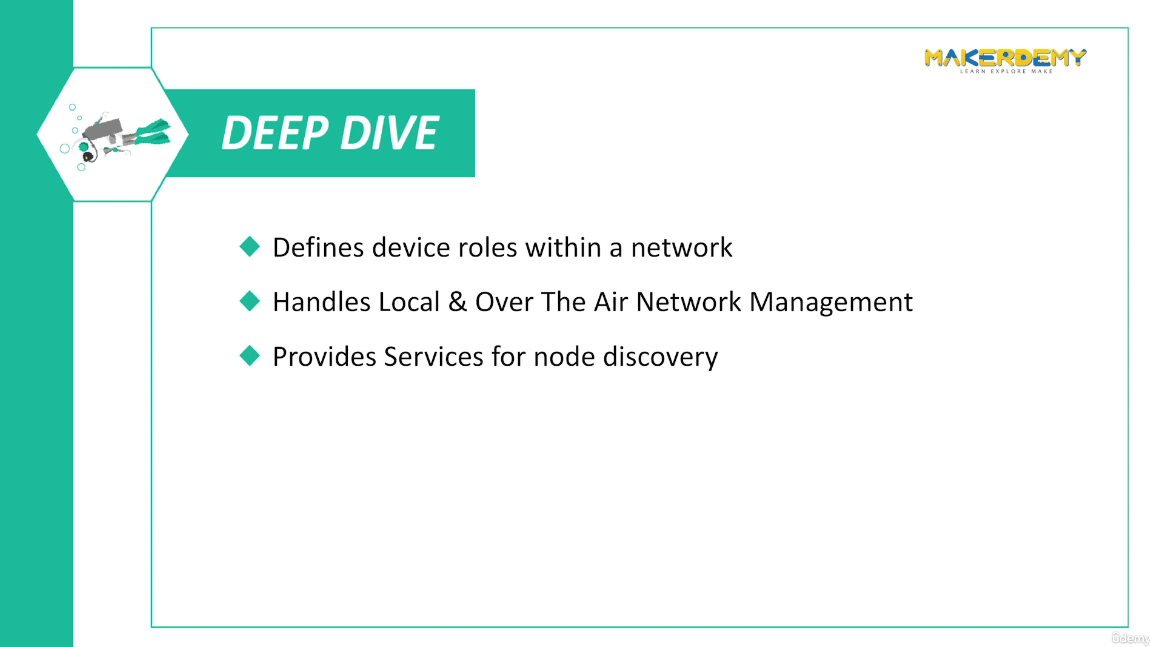 MAKERDEMY
LEARN EXPLORE MAKE
DEEP DIVE
Defines device roles within a network
Handles Local & Over The Air Network Management
Provides Services for node discovery
ûdemy